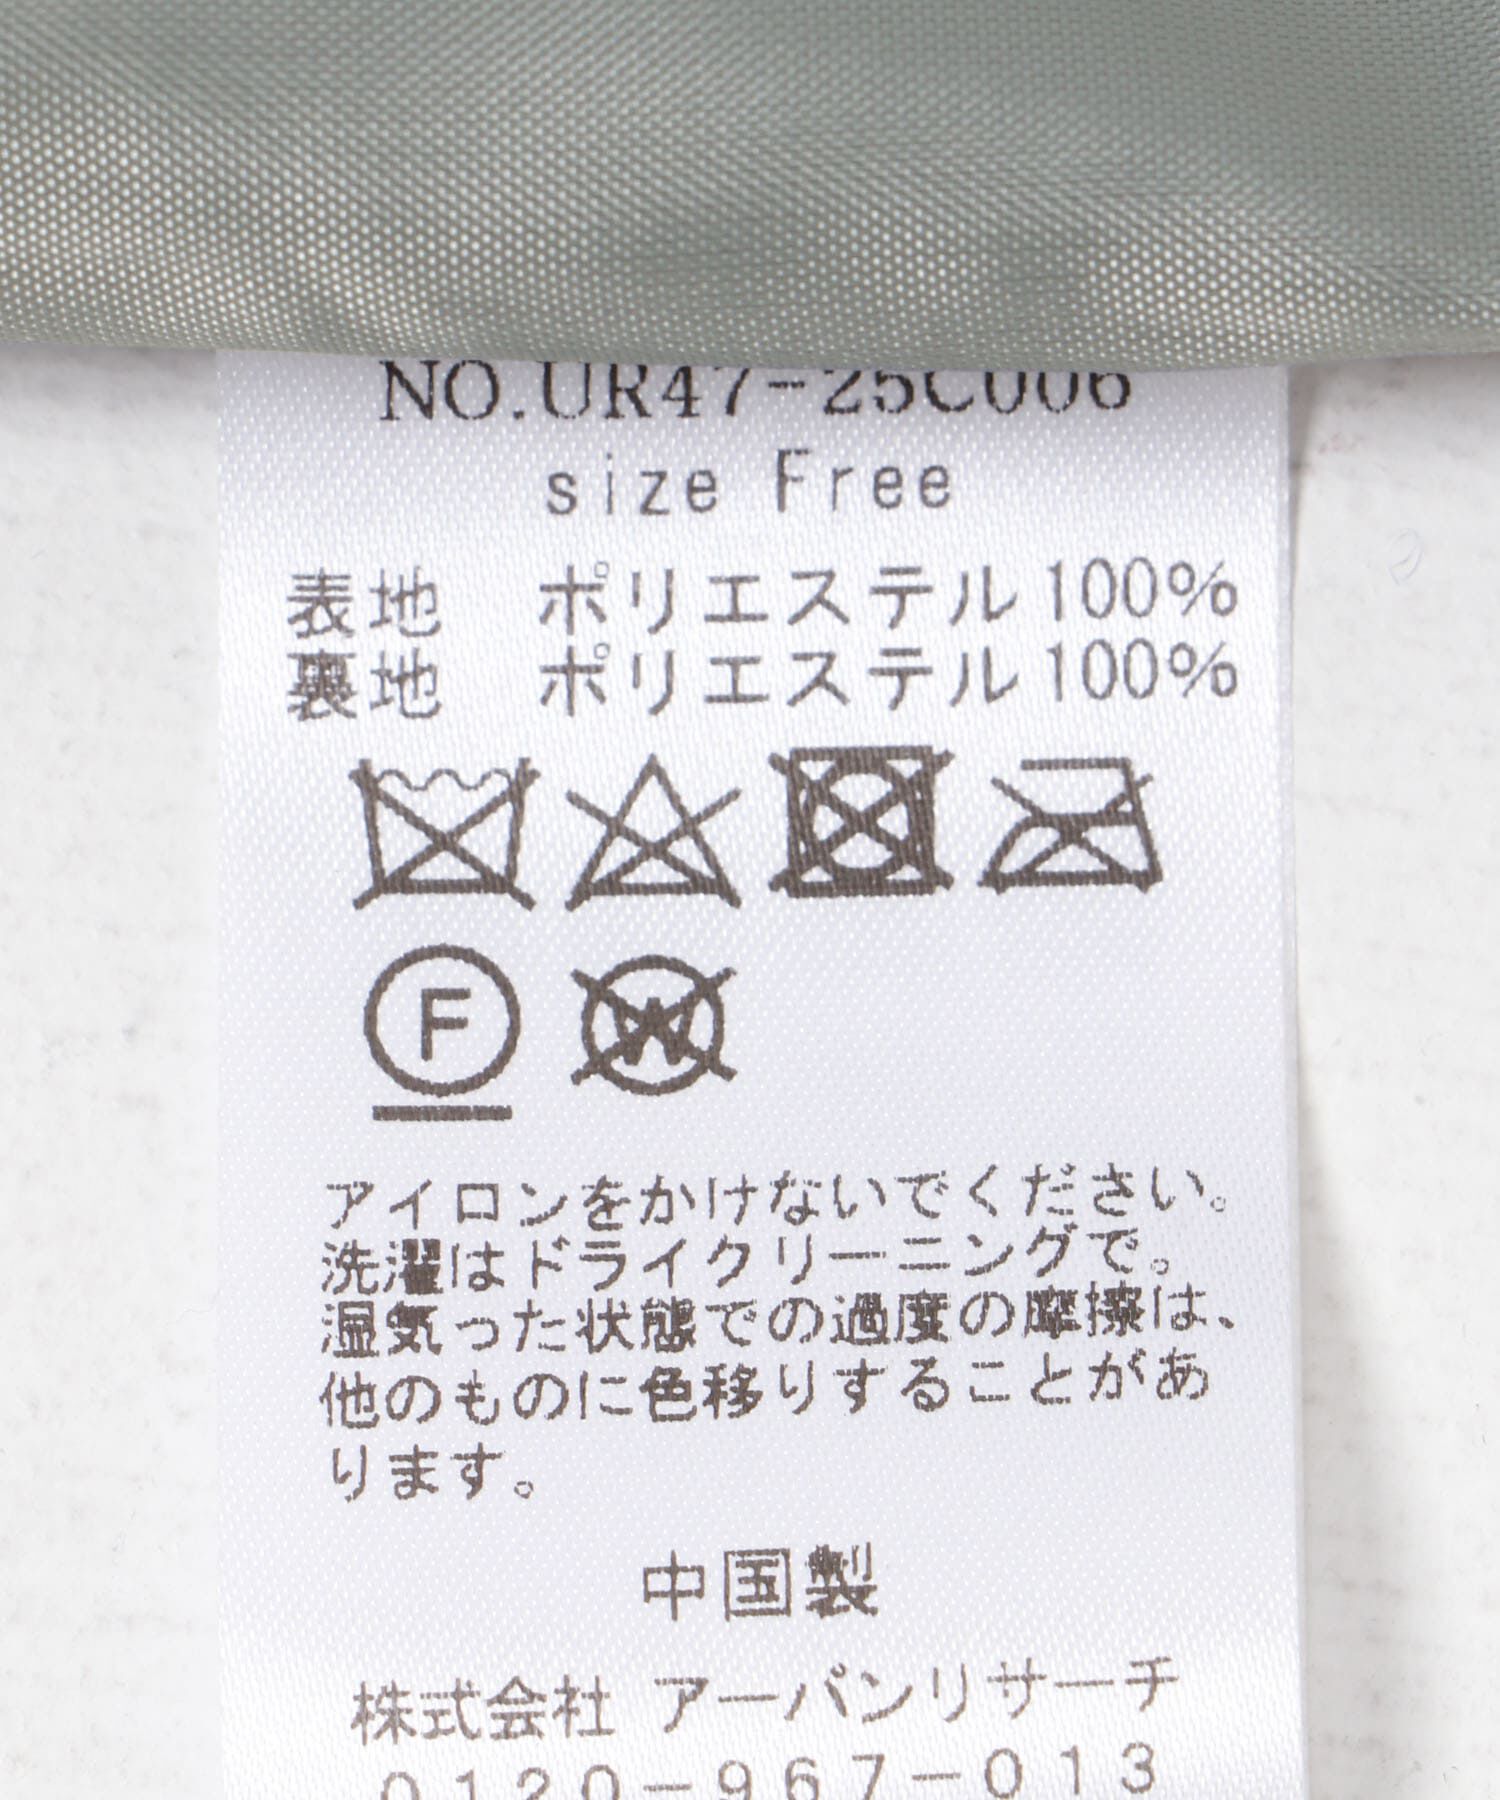 NO.UR47-25C006
size Free
表地 ポリエステル100%
裏地 ポリエステル100%
F
W
アイロンをかけないでください。
洗濯はドライクリーニングで。
湿気った状態での過度の摩擦は、
他のものに色移りすることがあ
ります。
中国製
株式会社 アーバンリサーチ
0120-967-013